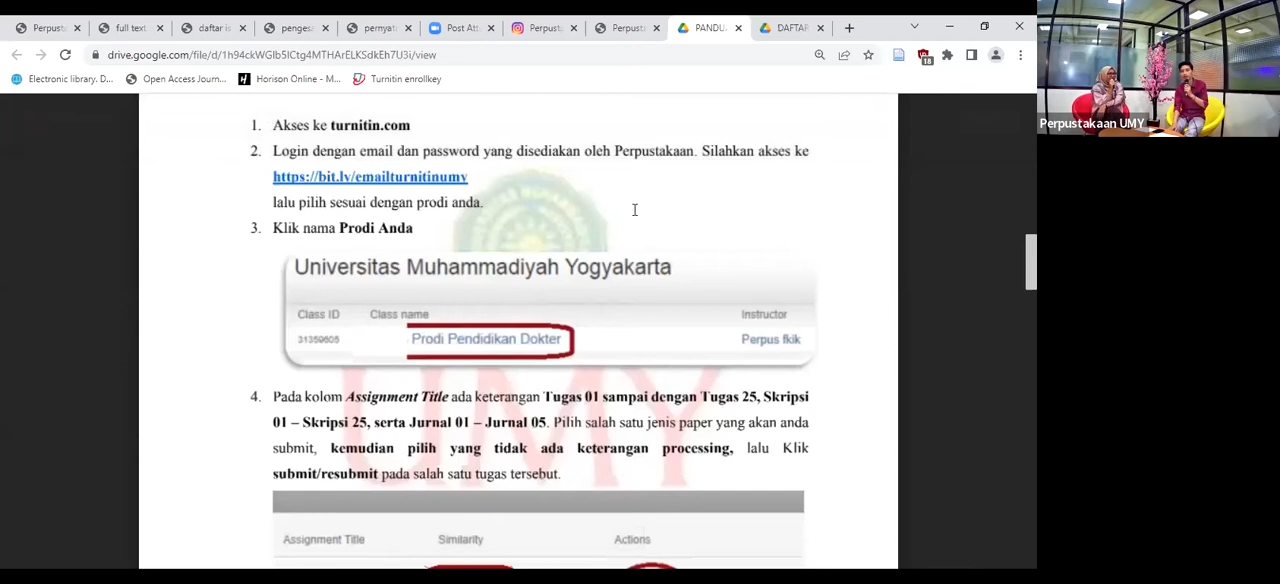 Perpust
full text
daftar is
penges
pernyat
Post Att
Perpust
Perpust
PANDU
DAFTAR
drive.google.com/file/d/1h94ckWGlb5lCtg4MTHArELKSdkEh7U3i/view
18
Electronic library. D...
Open Access Journ...
Horison Online - M...
Turnitin enrollkey
Perpustakaan UMY
1. Akses ke turnitin.com
2. Login dengan email dan password yang disediakan oleh Perpustakaan. Silahkan akses ke
https://bit.ly/emailturnitinumy
lalu pilih sesuai dengan prodi anda.
3. Klik nama Prodi Anda
Universitas Muhammadiyah Yogyakarta
Class ID Class name Instructor
31359605 Prodi Pendidikan Dokter Perpus fkik
4. Pada kolom Assignment Title ada keterangan Tugas 01 sampai dengan Tugas 25, Skripsi
01 – Skripsi 25, serta Jurnal 01 – Jurnal 05. Pilih salah satu jenis paper yang akan anda
submit, kemudian pilih yang tidak ada keterangan processing, lalu Klik
submit/resubmit pada salah satu tugas tersebut.
UMY
Assignment Title Similarity Actions